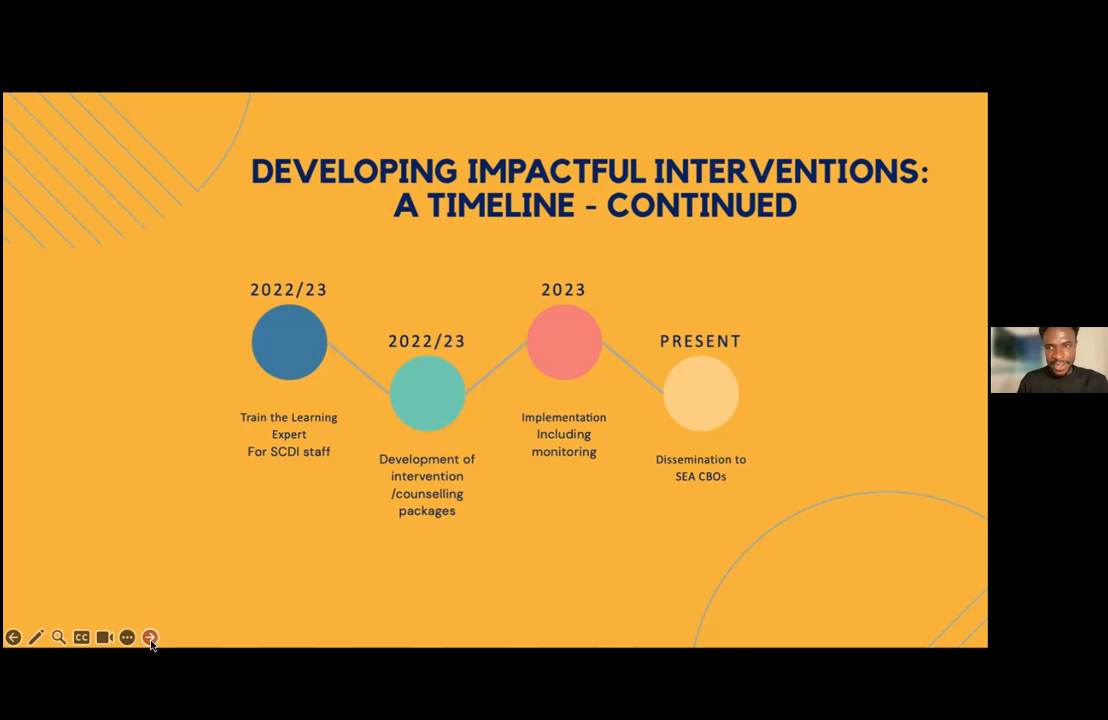 DEVELOPING IMPACTFUL INTERVENTIONS:
A TIMELINE - CONTINUED
2022/23
Train the Learning
Expert
For SCDI staff
2022/23
Development of
intervention
/counselling
packages
2023
Implementation
Including
monitoring
PRESENT
Dissemination to
SEA CBOs
CC